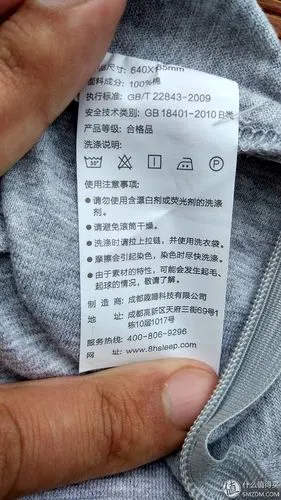 尺寸：640X 85mm
面料成分：100%棉
执行标准：GB/T 22843-2009
安全技术类别：GB 18401-2010 B类
产品等级：合格品
洗涤说明：
30°
P
使用注意事项：
●请勿使用含漂白剂或荧光剂的洗涤
剂。
●请避免滚筒干燥。
●洗涤时请拉上拉链，并使用洗衣袋。
●摩擦会引起染色，染色时尽快洗涤。
●由于素材的特性，可能会发生起毛、
起球的情况，敬请了解。
制 造 商：成都趣睡科技有限公司
地 址：成都高新区天府三街69号1
栋10层1017号
服务热线：400-806-9296
网 址：www.8hsleep.com
值 什么值得买
SMZDM.COM